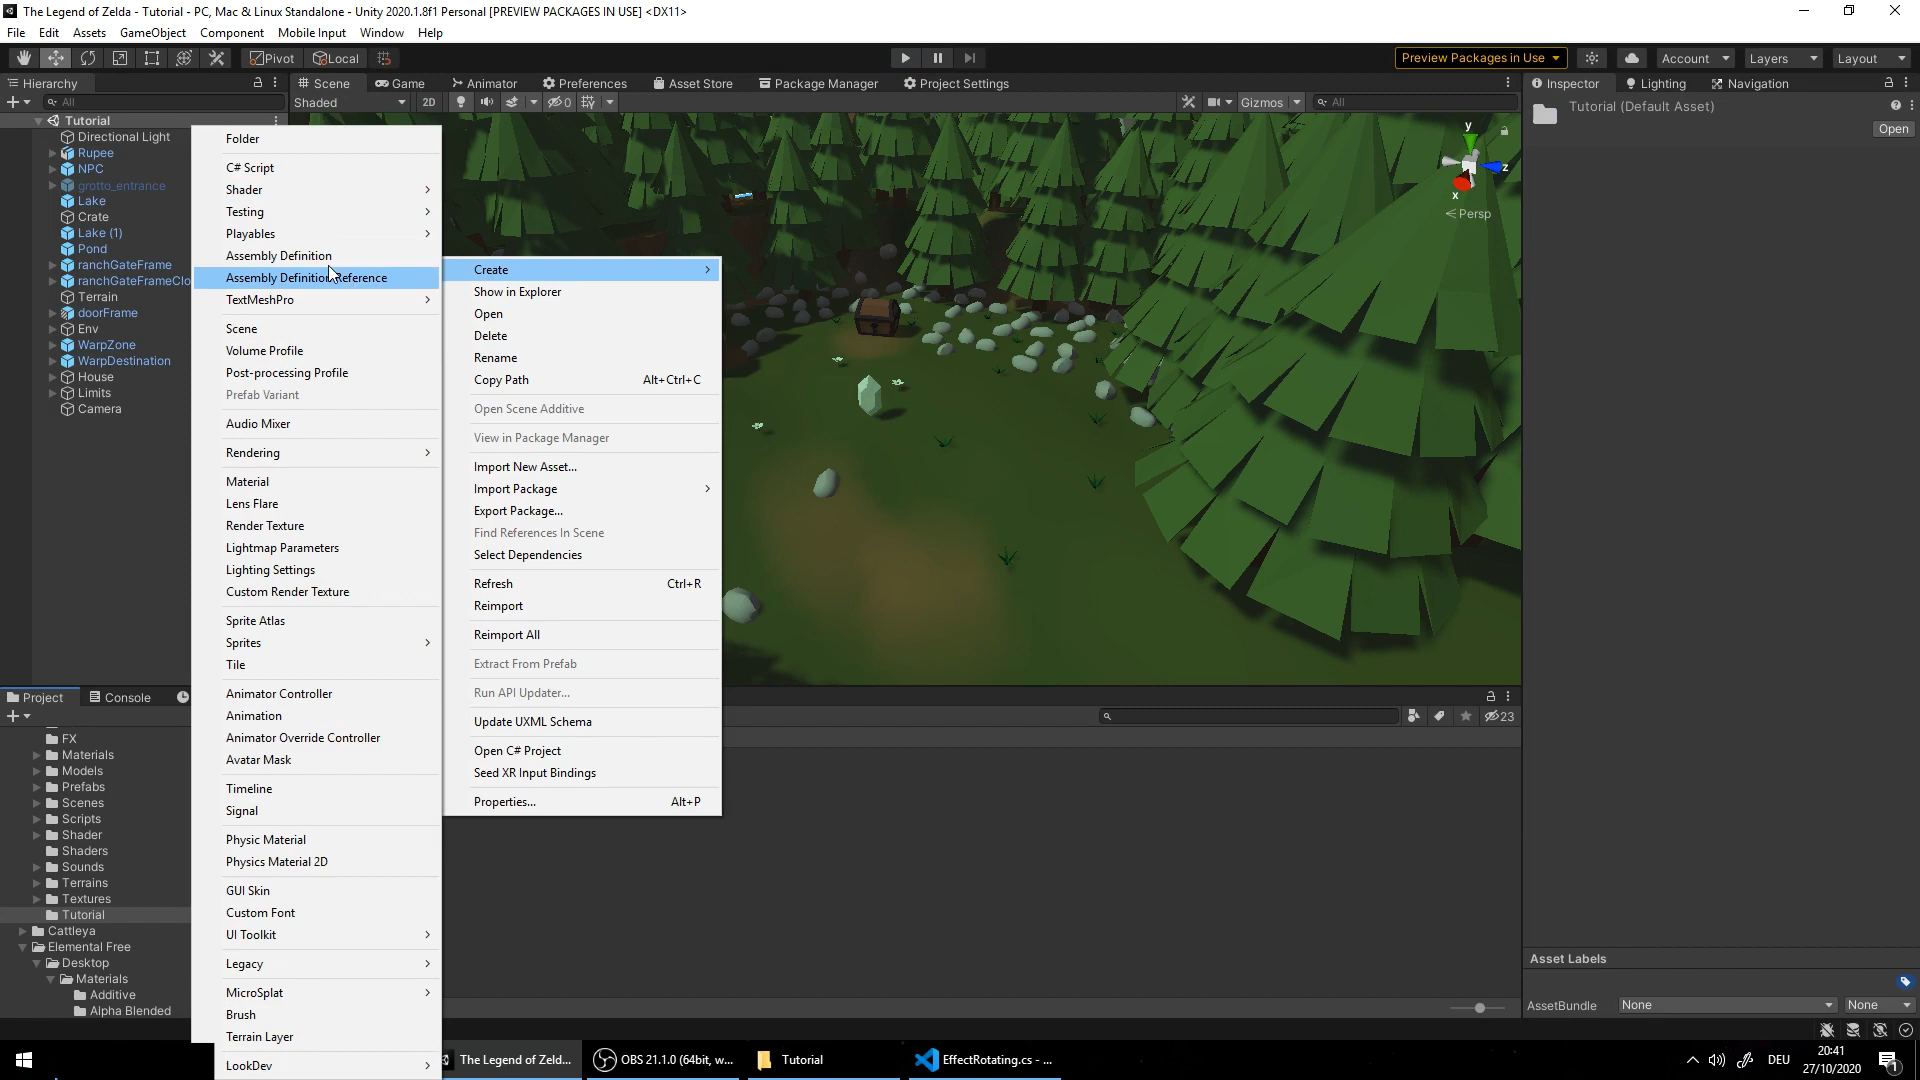 The Legend of Zelda - Tutorial - PC, Mac & Linux Standalone - Unity 2020.1.8f1 Personal [PREVIEW PACKAGES IN USE] <DX11>
File Edit Assets GameObject Component Mobile Input Window Help
Pivot Local Preview Packages in Use Account Layers Layout
Hierarchy Scene Game Animator Preferences Asset Store Package Manager Project Settings Inspector Lighting Navigation
All Shaded 2D 0 Gizmos All
Tutorial (Default Asset)
Open
Tutorial
Directional Light
Rupee
NPC
grotto_entrance
Lake
Crate
Lake (1)
Pond
ranchGateFrame
ranchGateFrameClo
Terrain
doorFrame
Env
WarpZone
WarpDestination
House
Limits
Camera
Folder
C# Script
Shader
Testing
Playables
Assembly Definition
Assembly Definition Reference
TextMeshPro
Scene
Volume Profile
Post-processing Profile
Prefab Variant
Audio Mixer
Rendering
Material
Lens Flare
Render Texture
Lightmap Parameters
Lighting Settings
Custom Render Texture
Sprite Atlas
Sprites
Tile
Animator Controller
Animation
Animator Override Controller
Avatar Mask
Timeline
Signal
Physic Material
Physics Material 2D
GUI Skin
Custom Font
UI Toolkit
Legacy
MicroSplat
Brush
Terrain Layer
LookDev
Create
Show in Explorer
Open
Delete
Rename
Copy Path Alt+Ctrl+C
Open Scene Additive
View in Package Manager
Import New Asset...
Import Package
Export Package...
Find References In Scene
Select Dependencies
Refresh Ctrl+R
Reimport
Reimport All
Extract From Prefab
Run API Updater...
Update UXML Schema
Open C# Project
Seed XR Input Bindings
Properties... Alt+P
y
z
x
Persp
Project Console
23
FX
Materials
Models
Prefabs
Scenes
Scripts
Shader
Shaders
Sounds
Terrains
Textures
Tutorial
Cattleya
Elemental Free
Desktop
Materials
Additive
Alpha Blended
Asset Labels
AssetBundle None None
The Legend of Zeld... OBS 21.1.0 (64bit, w... Tutorial EffectRotating.cs - ...
DEU 20:41
27/10/2020
1